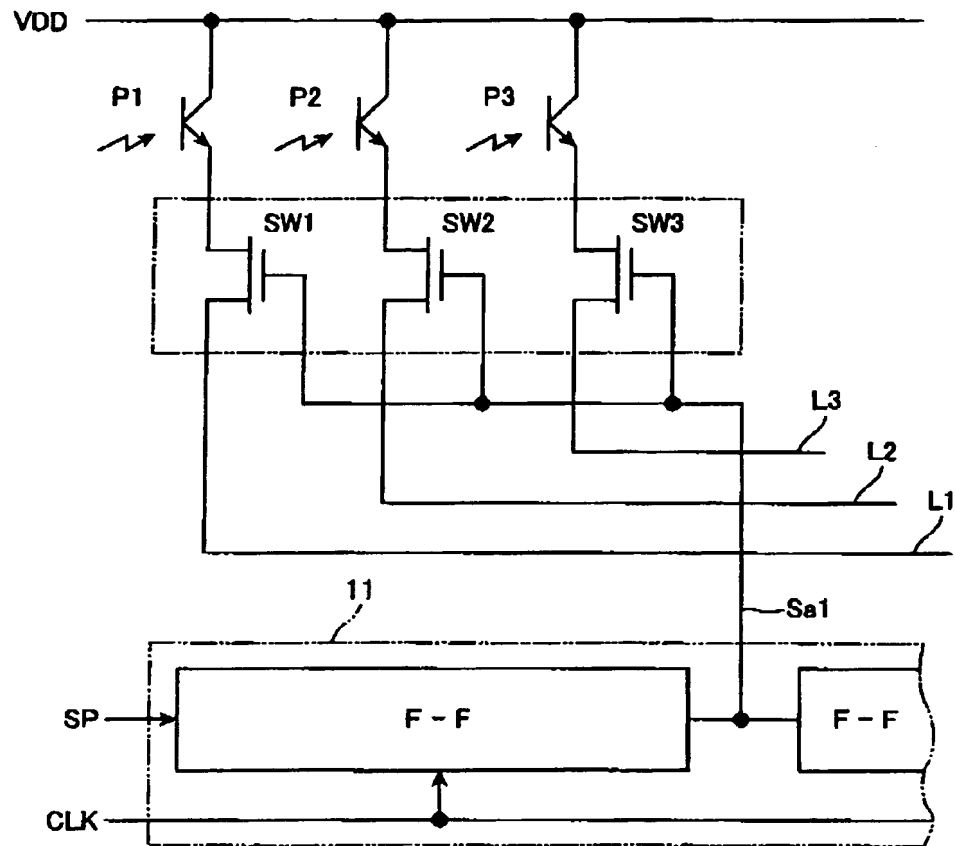 VDD
P1 P2 P3
SW1 SW2 SW3
L3
L2
L1
Sa1
11
SP F-F F-F
CLK